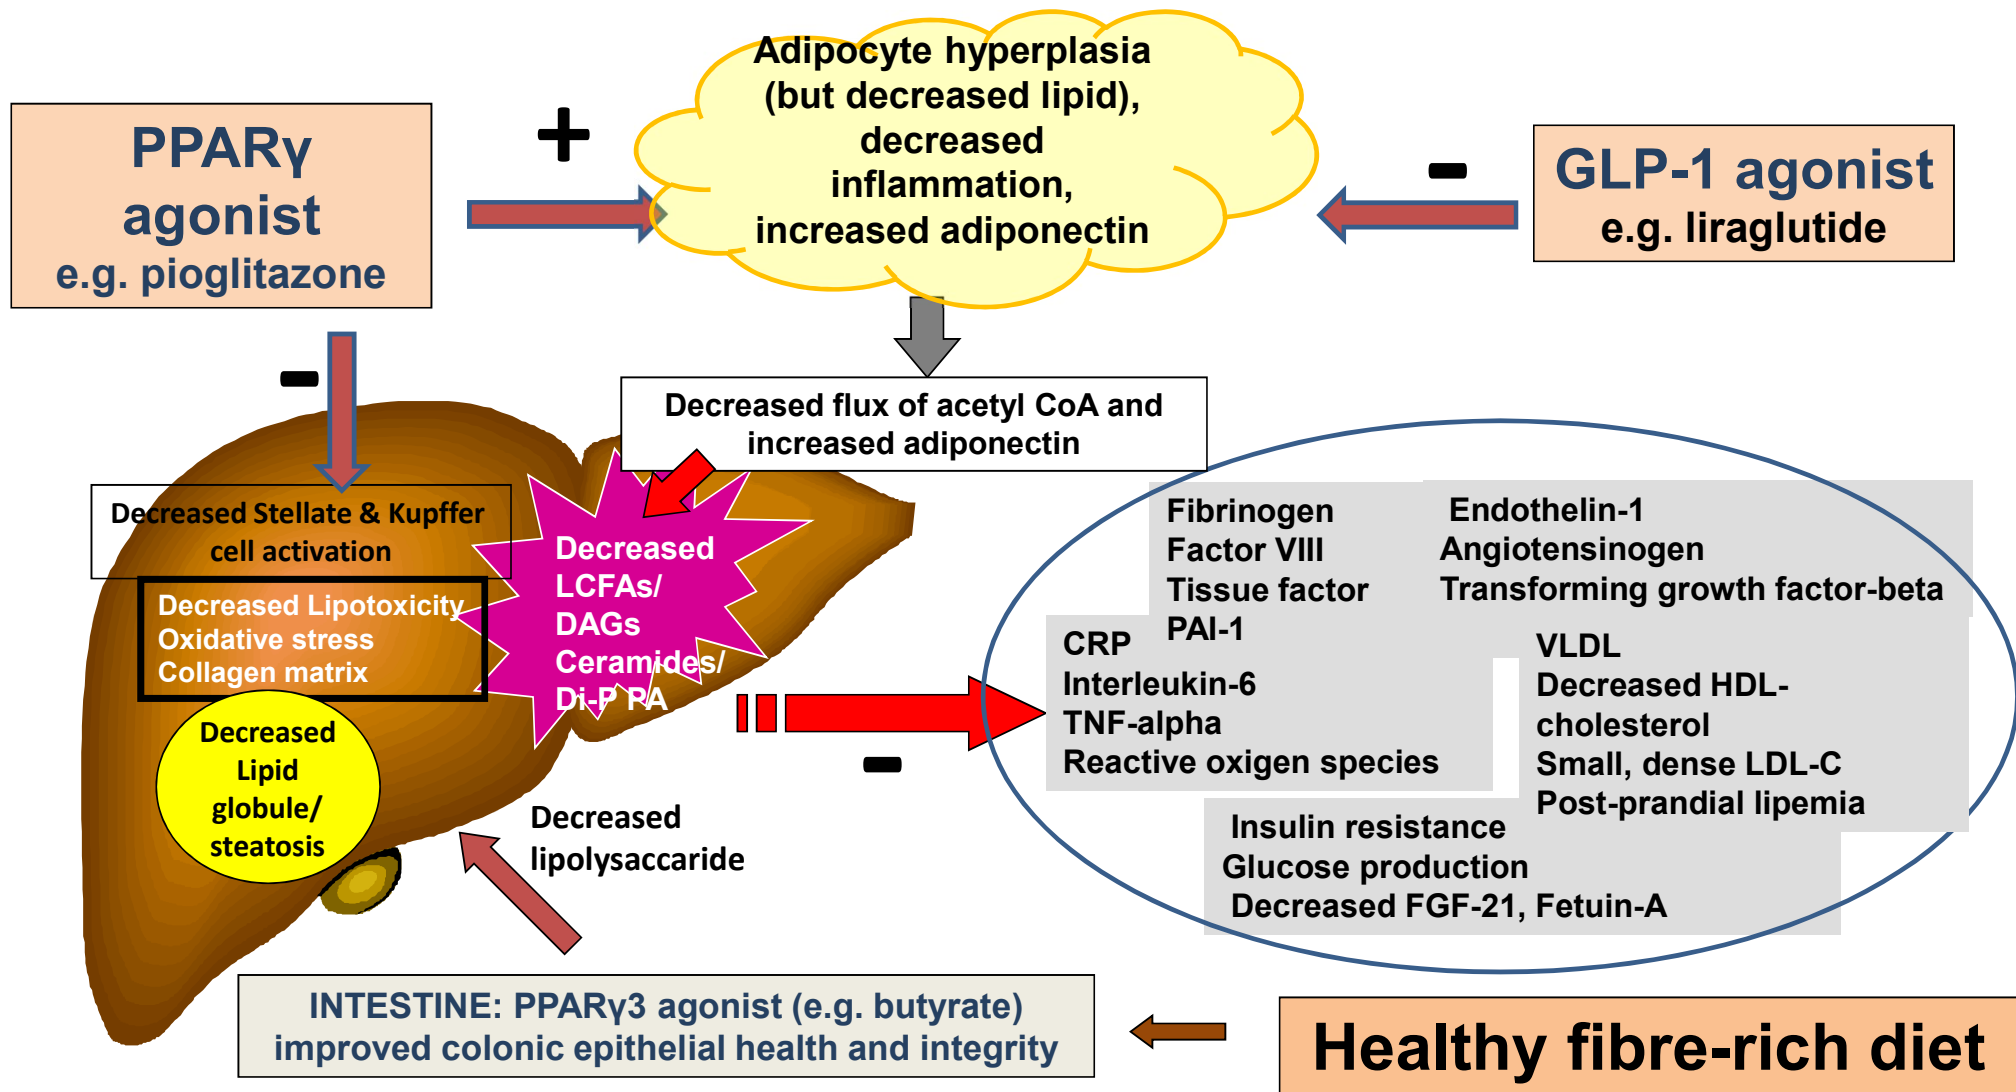 Adipocyte hyperplasia
(but decreased lipid),
decreased
inflammation,
increased adiponectin
PPARγ
agonist
e.g. pioglitazone
+
-
GLP-1 agonist
e.g. liraglutide
-
Decreased flux of acetyl CoA and
increased adiponectin
Decreased Stellate & Kupffer
cell activation
Decreased Lipotoxicity
Oxidative stress
Collagen matrix
Decreased
LCFAs/
DAGs
Ceramides/
Di-P PA
Decreased
Lipid
globule/
steatosis
Decreased
lipolysaccaride
-
Fibrinogen
Factor VIII
Tissue factor
PAI-1
Endothelin-1
Angiotensinogen
Transforming growth factor-beta
CRP
Interleukin-6
TNF-alpha
Reactive oxigen species
VLDL
Decreased HDL-
cholesterol
Small, dense LDL-C
Post-prandial lipemia
Insulin resistance
Glucose production
Decreased FGF-21, Fetuin-A
INTESTINE: PPARγ3 agonist (e.g. butyrate)
improved colonic epithelial health and integrity
Healthy fibre-rich diet